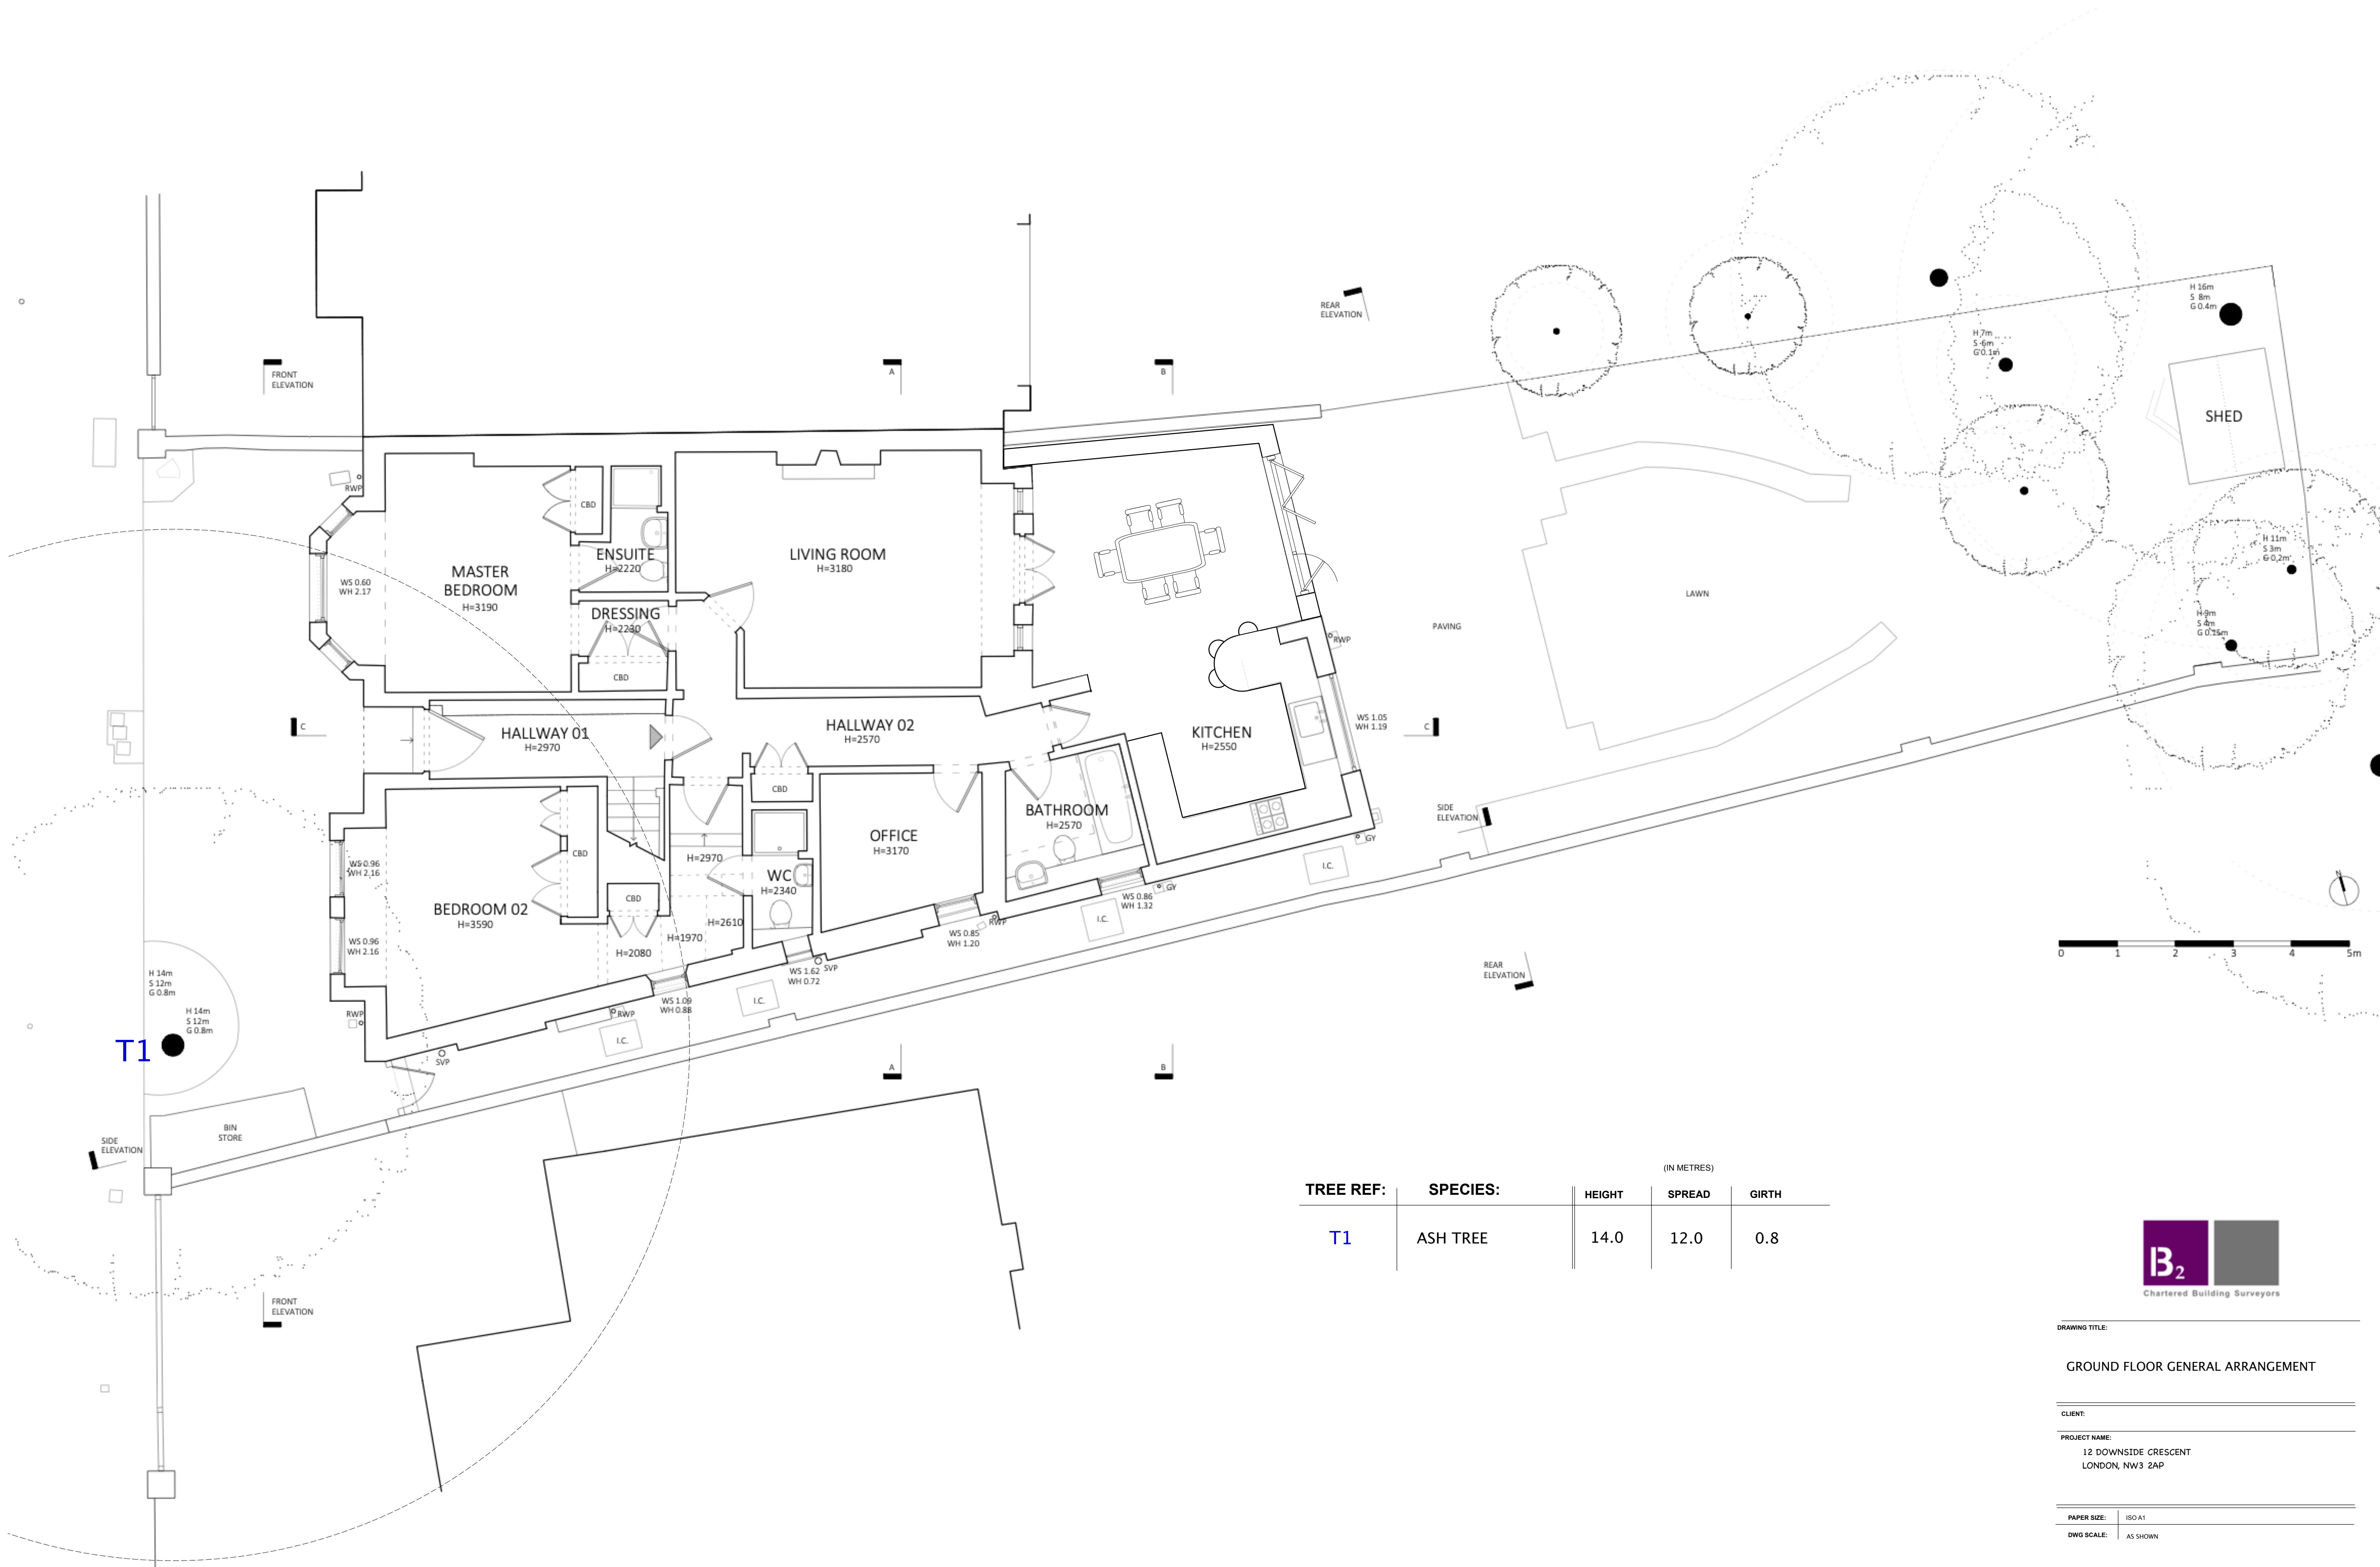 FRONT
ELEVATION
A
B
REAR
ELEVATION
H 16m
S 8m
G 0.4m
H 7m
S 6m
G 0.1m
SHED
RWP
CBD
ENSUITE
H=2220
LIVING ROOM
H=3180
MASTER
BEDROOM
H=3190
WS 0.60
WH 2.17
DRESSING
H=2230
CBD
H 11m
S 3m
G 0.2m
LAWN
PAVING
RWP
H 9m
S 4m
G 0.15m
C
HALLWAY 01
H=2970
HALLWAY 02
H=2570
KITCHEN
H=2550
WS 1.05
WH 1.19
C
CBD
BATHROOM
H=2570
SIDE
ELEVATION
OFFICE
H=3170
GY
WS 0.96
WH 2.16
CBD
H=2970
WC
H=2340
I.C.
CBD
BEDROOM 02
H=3590
GY
WS 0.86
WH 1.32
N
H=2610
H=1970
H=2080
RWP
I.C.
WS 0.85
WH 1.20
WS 0.96
WH 2.16
0 1 2 3 4 5m
SVP
WS 1.62
WH 0.72
H 14m
S 12m
G 0.8m
REAR
ELEVATION
WS 1.09
WH 0.88
I.C.
H 14m
S 12m
G 0.8m
RWP
RWP
I.C.
T1
SVP
A
B
BIN
STORE
SIDE
ELEVATION
FRONT
ELEVATION
(IN METRES)
TREE REF: SPECIES: HEIGHT SPREAD GIRTH
T1 ASH TREE 14.0 12.0 0.8
B2
Chartered Building Surveyors
DRAWING TITLE:
GROUND FLOOR GENERAL ARRANGEMENT
CLIENT:
PROJECT NAME:
12 DOWNSIDE CRESCENT
LONDON, NW3 2AP
PAPER SIZE: ISO A1
DWG SCALE: AS SHOWN